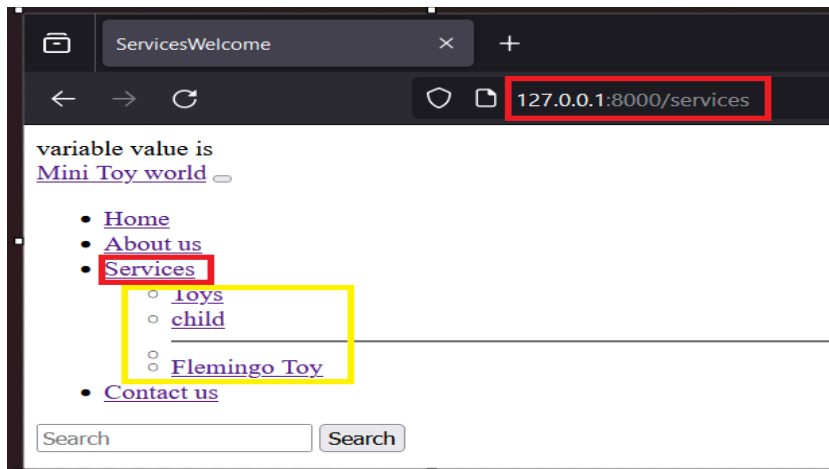 ServicesWelcome
127.0.0.1:8000/services
variable value is
Mini Toy world
Home
About us
Services
Toys
child
Flemingo Toy
Contact us
Search Search